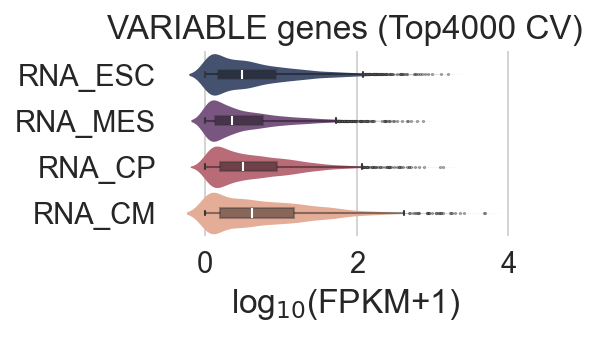 VARIABLE genes (Top4000 CV)
RNA_ESC
RNA_MES
RNA_CP
RNA_CM
0 2 4
log₁₀(FPKM+1)